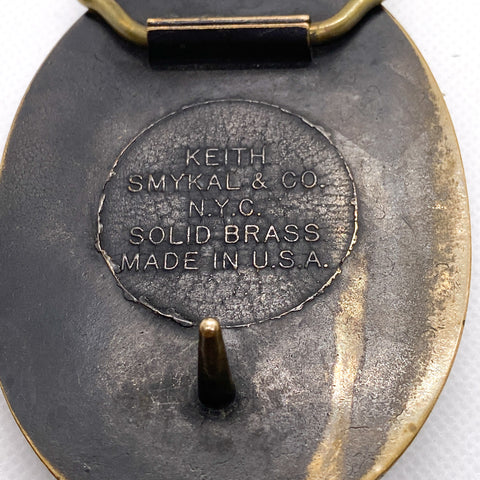 KEITH
SMYKAL & CO.
N.Y.C.
SOLID BRASS
MADE IN U.S.A.